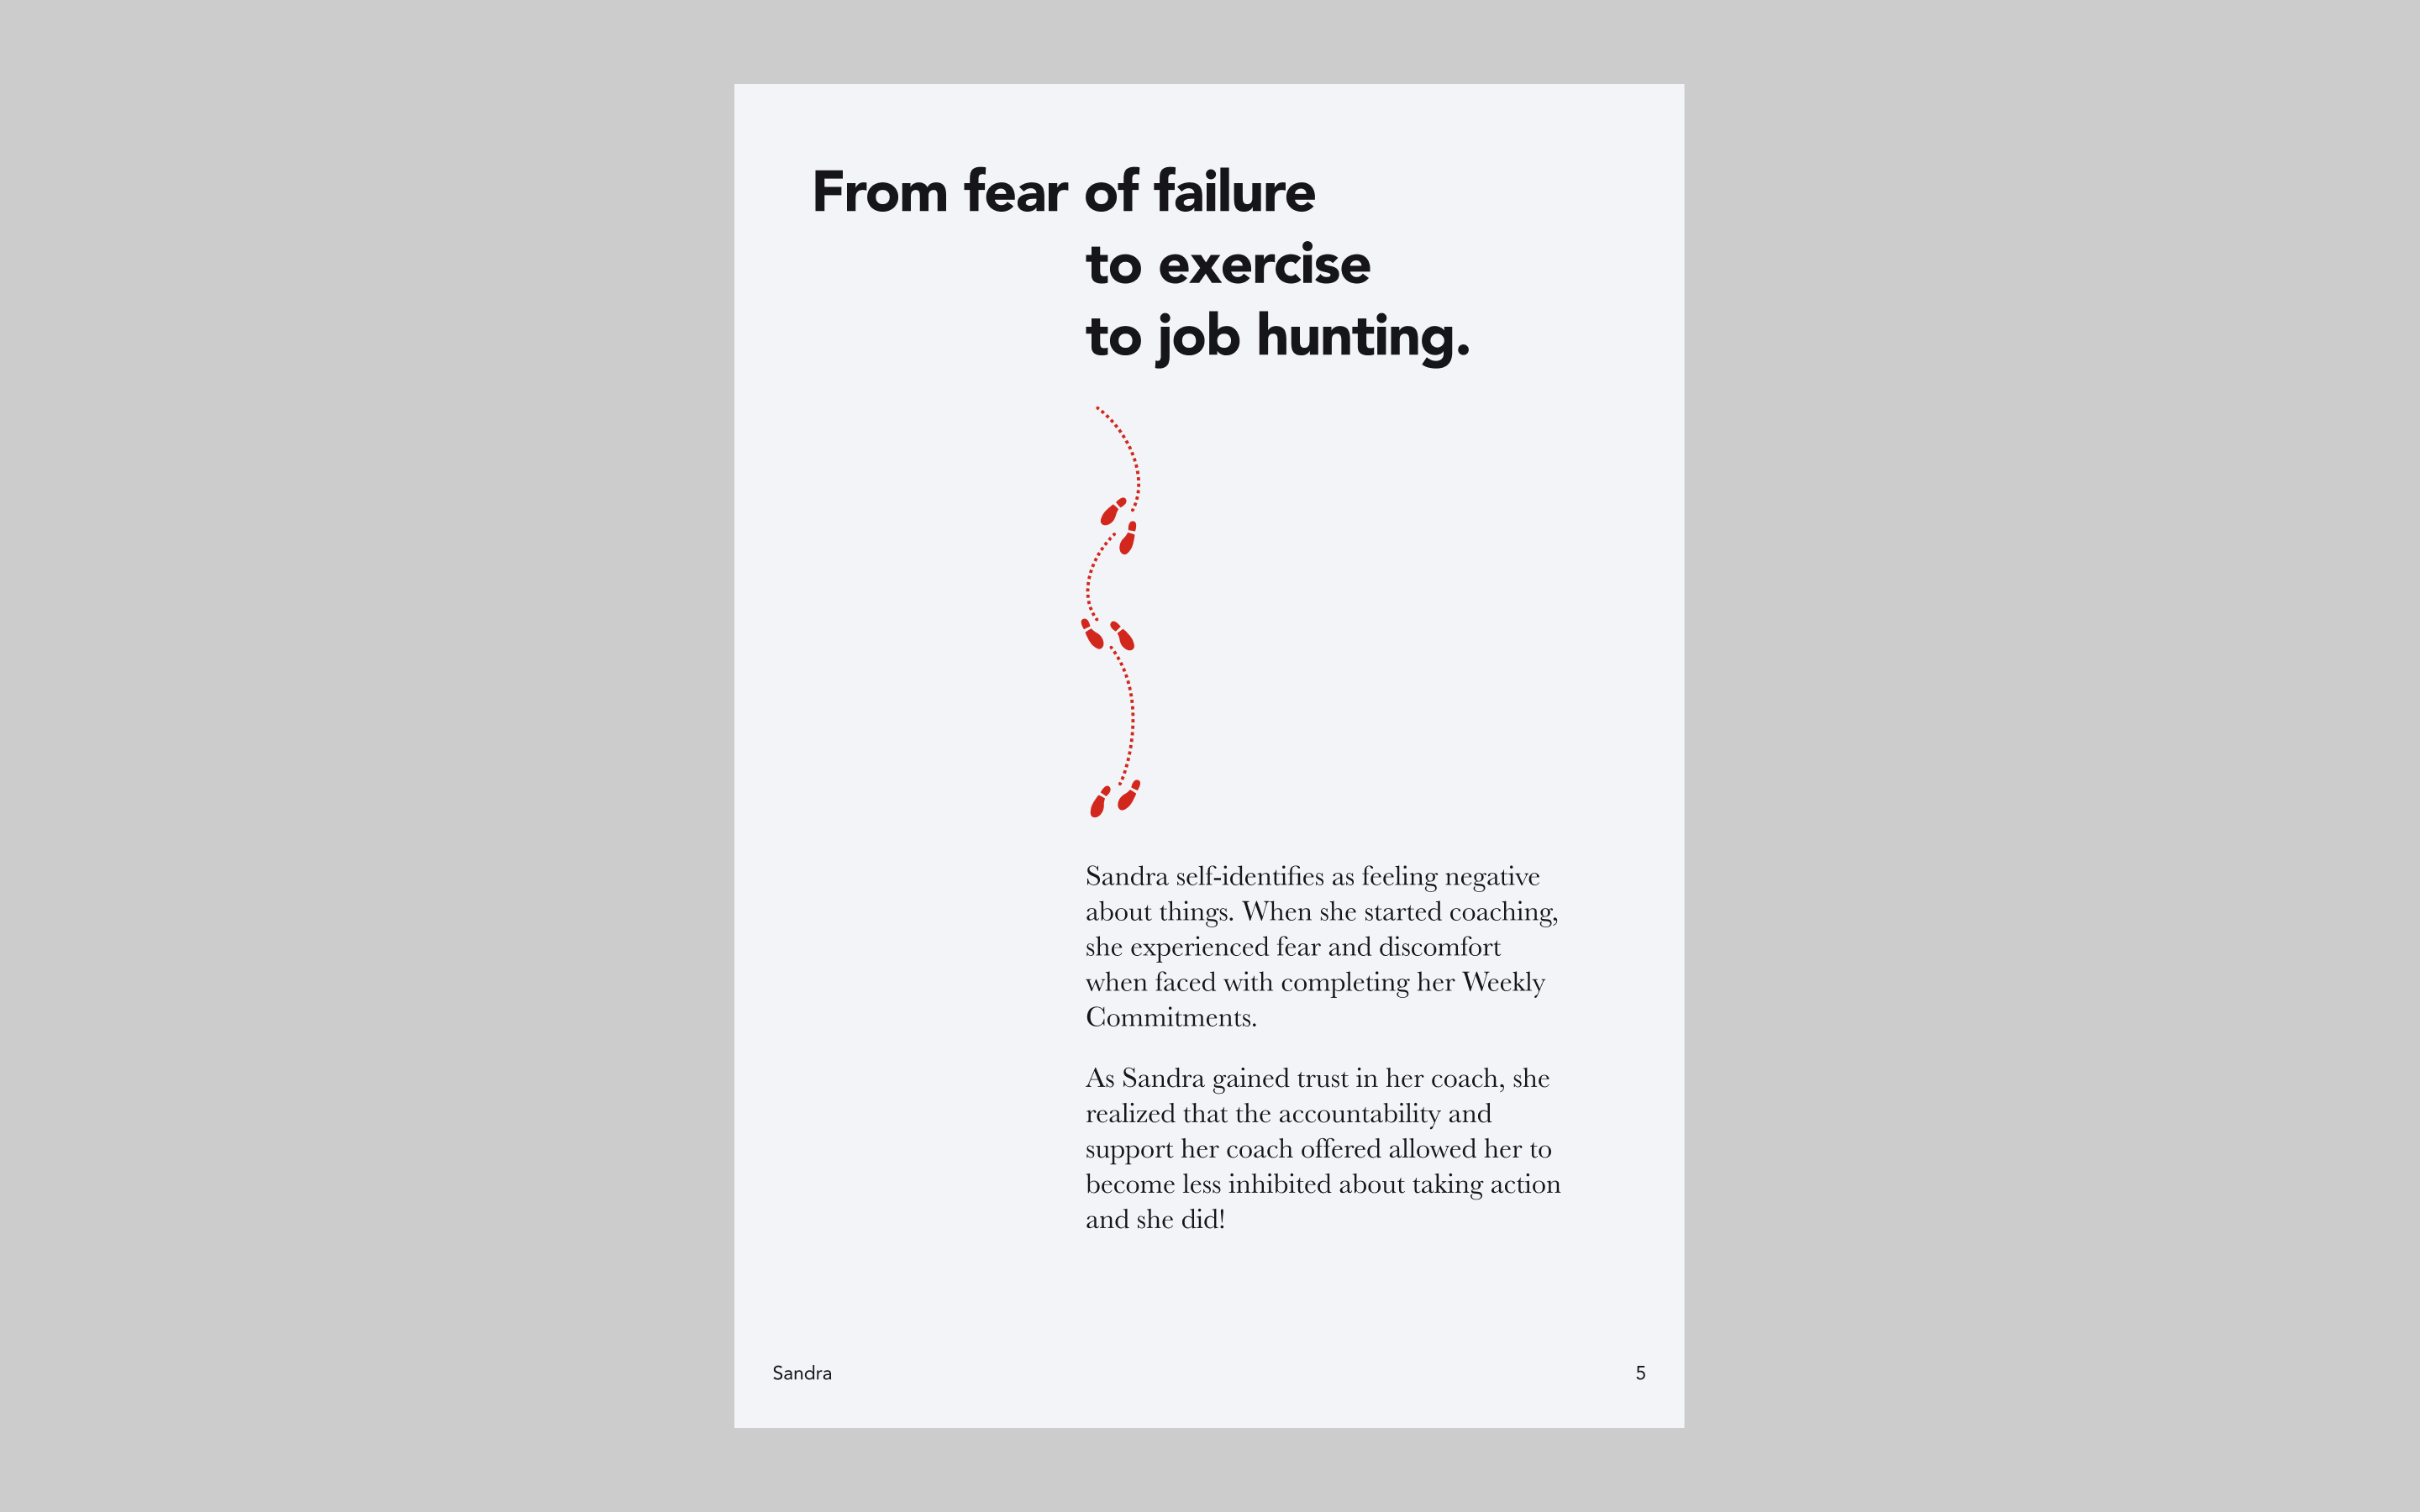 From fear of failure
to exercise
to job hunting.
Sandra self-identifies as feeling negative
about things. When she started coaching,
she experienced fear and discomfort
when faced with completing her Weekly
Commitments.
As Sandra gained trust in her coach, she
realized that the accountability and
support her coach offered allowed her to
become less inhibited about taking action
and she did!
Sandra
5